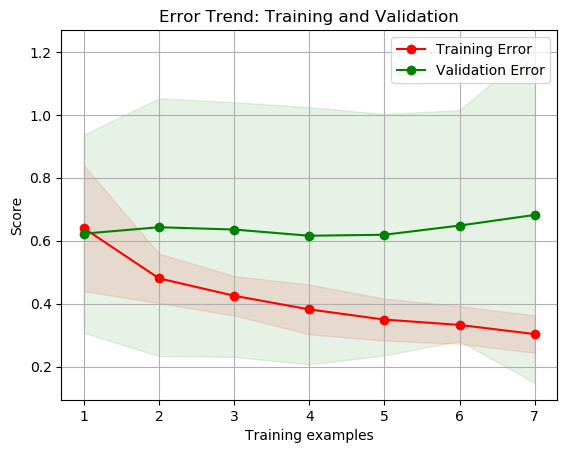 Error Trend: Training and Validation
Training Error
Validation Error
Score
1.2
1.0
0.8
0.6
0.4
0.2
1 2 3 4 5 6 7
Training examples